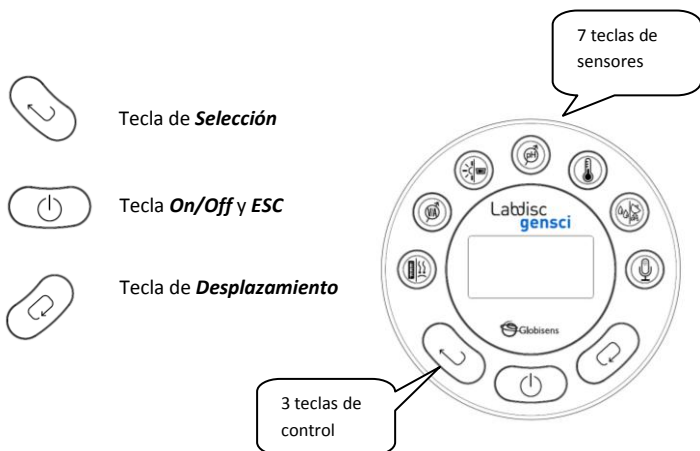 7 teclas de
sensores
Tecla de Selección
Tecla On/Off y ESC
Tecla de Desplazamiento
pH
V/A
Labdisc
gensci
Globisens
3 teclas de
control